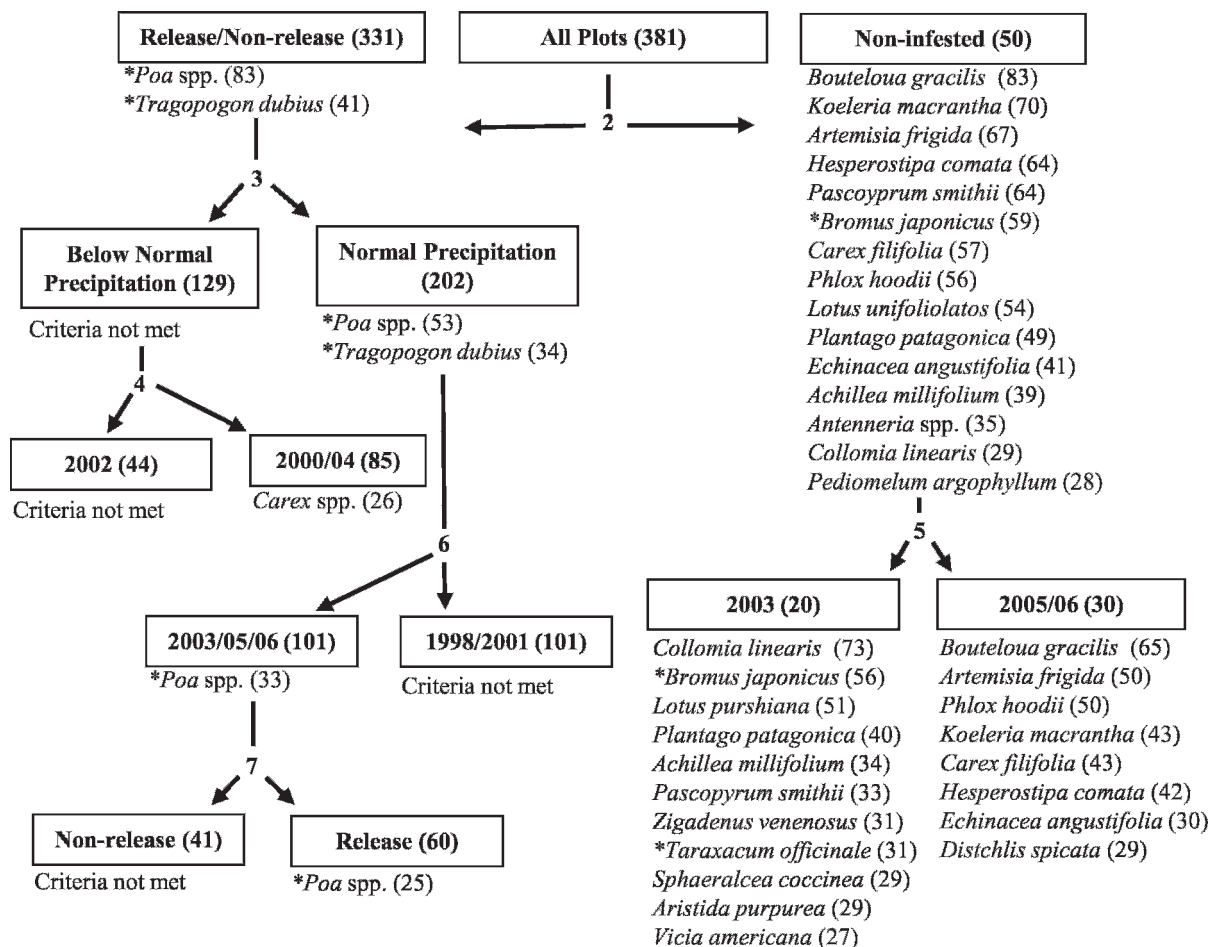 Release/Non-release (331)
*Poa spp. (83)
*Tragopogon dubius (41)
All Plots (381)
2
Non-infested (50)
Bouteloua gracilis (83)
Koeleria macrantha (70)
Artemisia frigida (67)
Hesperostipa comata (64)
Pascoyprum smithii (64)
*Bromus japonicus (59)
Carex filifolia (57)
Phlox hoodii (56)
Lotus unifoliolatos (54)
Plantago patagonica (49)
Echinacea angustifolia (41)
Achillea millifolium (39)
Antenneria spp. (35)
Collomia linearis (29)
Pediomelum argophyllum (28)
3
Below Normal
Precipitation (129)
Criteria not met
Normal Precipitation
(202)
*Poa spp. (53)
*Tragopogon dubius (34)
4
2002 (44)
Criteria not met
2000/04 (85)
Carex spp. (26)
6
2003/05/06 (101)
*Poa spp. (33)
1998/2001 (101)
Criteria not met
7
Non-release (41)
Criteria not met
Release (60)
*Poa spp. (25)
5
2003 (20)
Collomia linearis (73)
*Bromus japonicus (56)
Lotus purshiana (51)
Plantago patagonica (40)
Achillea millifolium (34)
Pascopyrum smithii (33)
Zigadenus venenosus (31)
*Taraxacum officinale (31)
Sphaeralcea coccinea (29)
Aristida purpurea (29)
Vicia americana (27)
2005/06 (30)
Bouteloua gracilis (65)
Artemisia frigida (50)
Phlox hoodii (50)
Koeleria macrantha (43)
Carex filifolia (43)
Hesperostipa comata (42)
Echinacea angustifolia (30)
Distchlis spicata (29)